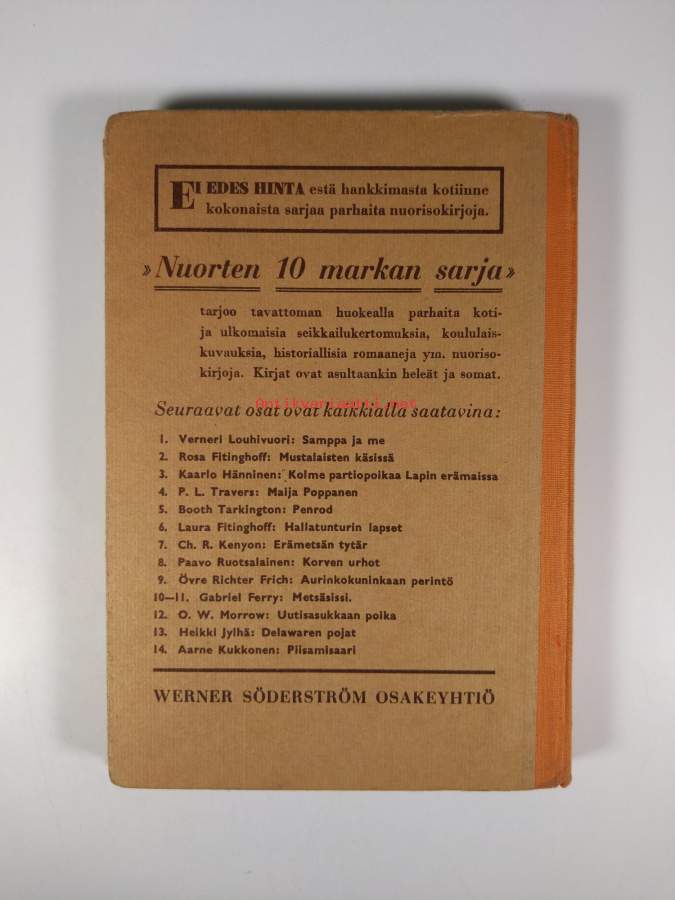 EI EDES HINTA estä hankkimasta kotiinne
kokonaista sarjaa parhaita nuorisokirjoja.
»Nuorten 10 markan sarja»
tarjoo tavattoman huokealla parhaita koti-
ja ulkomaisia seikkailukertomuksia, koululais-
kuvauksia, historiallisia romaaneja ym. nuoriso-
kirjoja. Kirjat ovat asultaankin heleät ja somat.
Antikvariaatti.net
Seuraavat osat ovat kaikkialla saatavina:
1. Verneri Louhivuori: Samppa ja me
2. Rosa Fitinghoff: Mustalaisten käsissä
3. Kaarlo Hänninen: Kolme partiopoikaa Lapin erämaissa
4. P. L. Travers: Maija Poppanen
5. Booth Tarkington: Penrod
6. Laura Fitinghoff: Hallatunturin lapset
7. Ch. R. Kenyon: Erämetsän tytär
8. Paavo Ruotsalainen: Korven urhot
9. Övre Richter Frich: Aurinkokuninkaan perintö
10—11. Gabriel Ferry: Metsäsissi.
12. O. W. Morrow: Uutisasukkaan poika
13. Heikki Jylhä: Delawaren pojat
14. Aarne Kukkonen: Piisamisaari
WERNER SÖDERSTRÖM OSAKEYHTIÖ